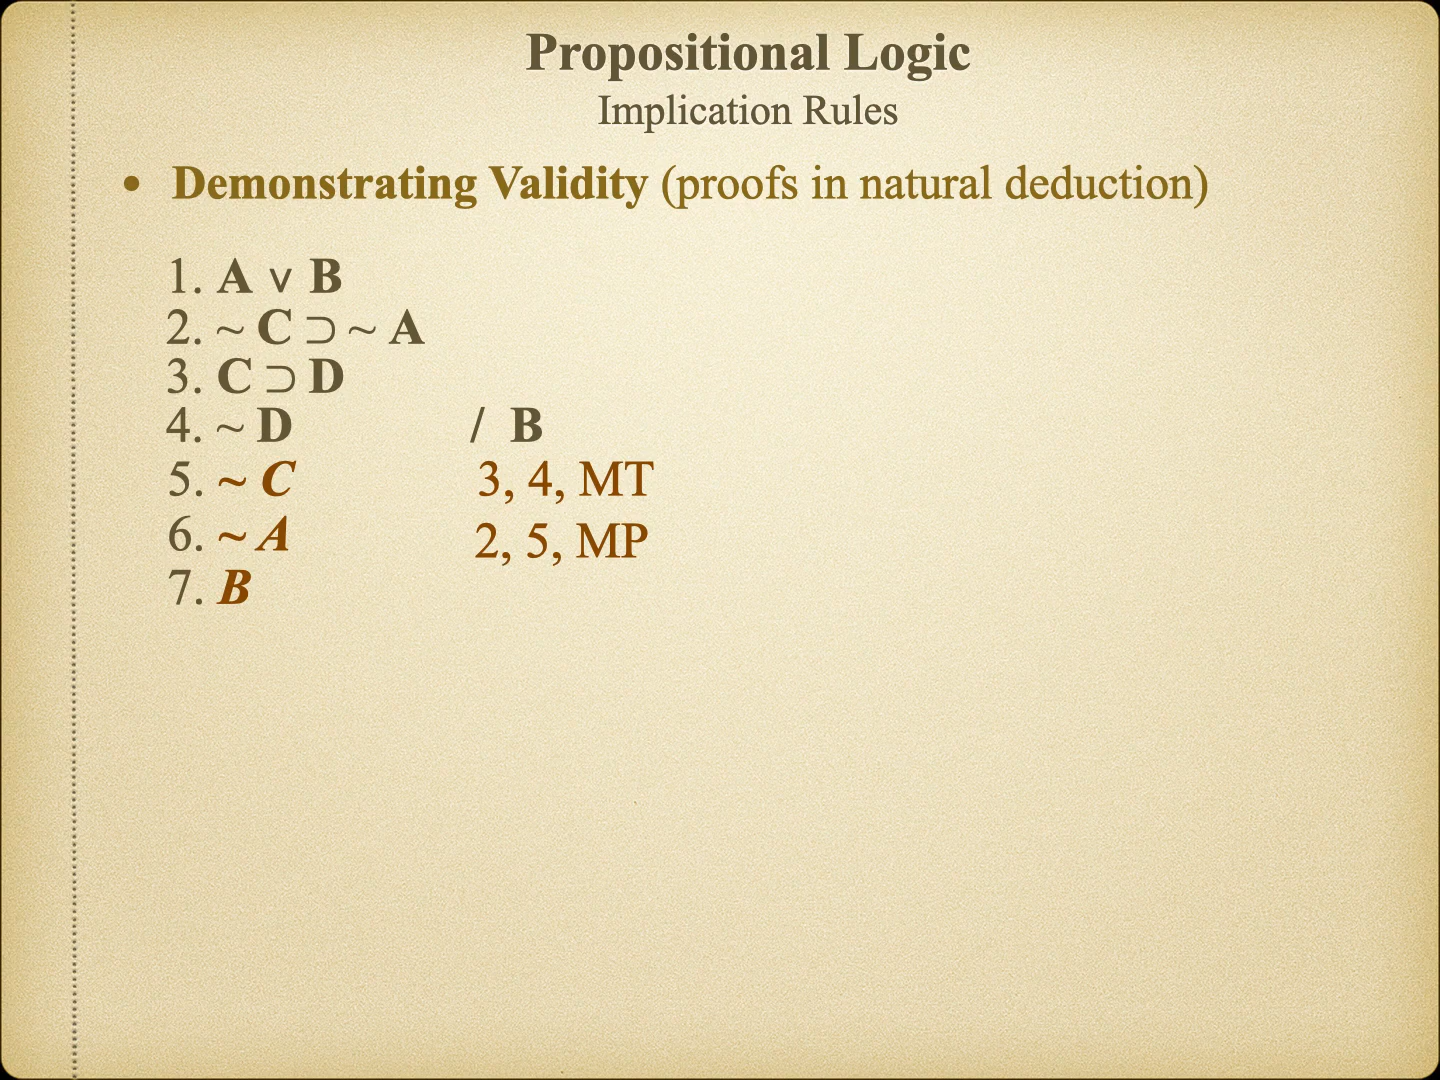 Propositional Logic
Implication Rules
• Demonstrating Validity (proofs in natural deduction)
1. A ∨ B
2. ~ C ⊃ ~ A
3. C ⊃ D
4. ~ D / B
5. ~ C 3, 4, MT
6. ~ A 2, 5, MP
7. B